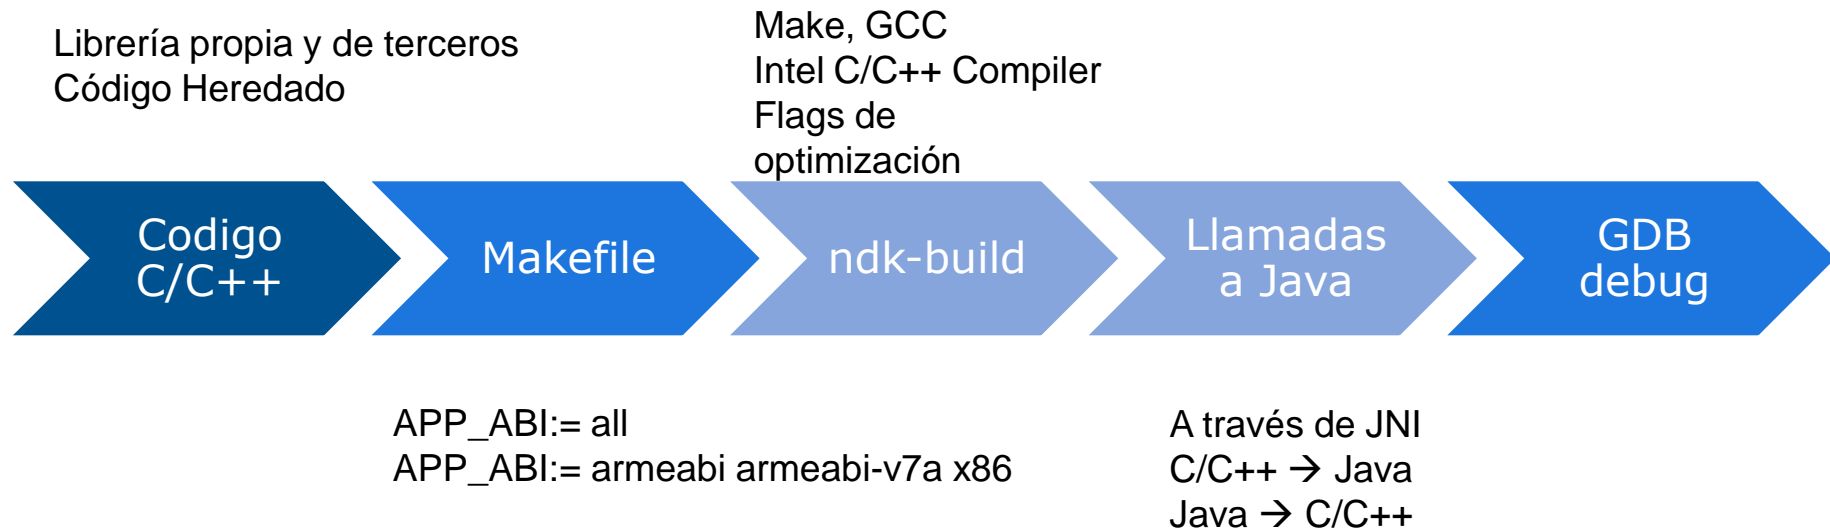 Librería propia y de terceros
Código Heredado
Make, GCC
Intel C/C++ Compiler
Flags de
optimización
Codigo
C/C++
Makefile
ndk-build
Llamadas
a Java
GDB
debug
APP_ABI:= all
APP_ABI:= armeabi armeabi-v7a x86
A través de JNI
C/C++ → Java
Java → C/C++